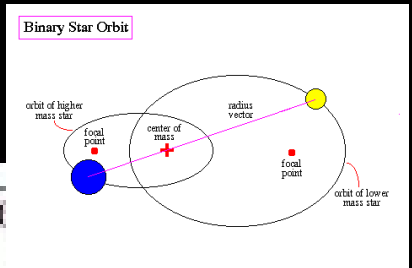 Binary Star Orbit
orbit of higher
mass star
focal
point
center of
mass
radius
vector
focal
point
orbit of lower
mass star